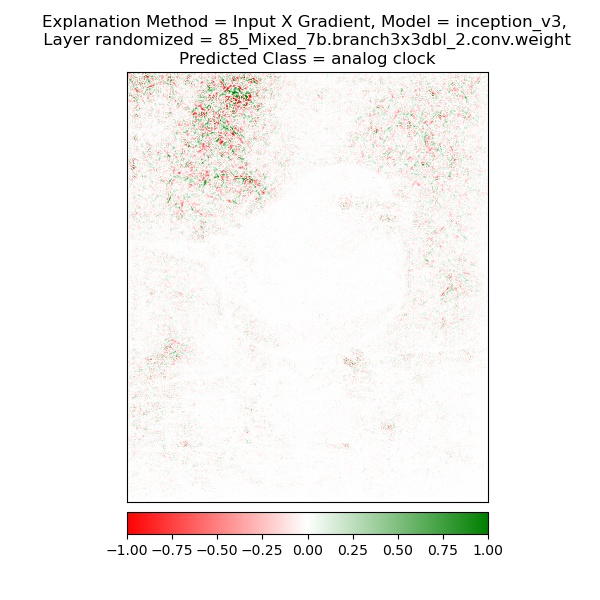 Explanation Method = Input X Gradient, Model = inception_v3,
Layer randomized = 85_Mixed_7b.branch3x3dbl_2.conv.weight
Predicted Class = analog clock
−1.00 −0.75 −0.50 −0.25 0.00 0.25 0.50 0.75 1.00